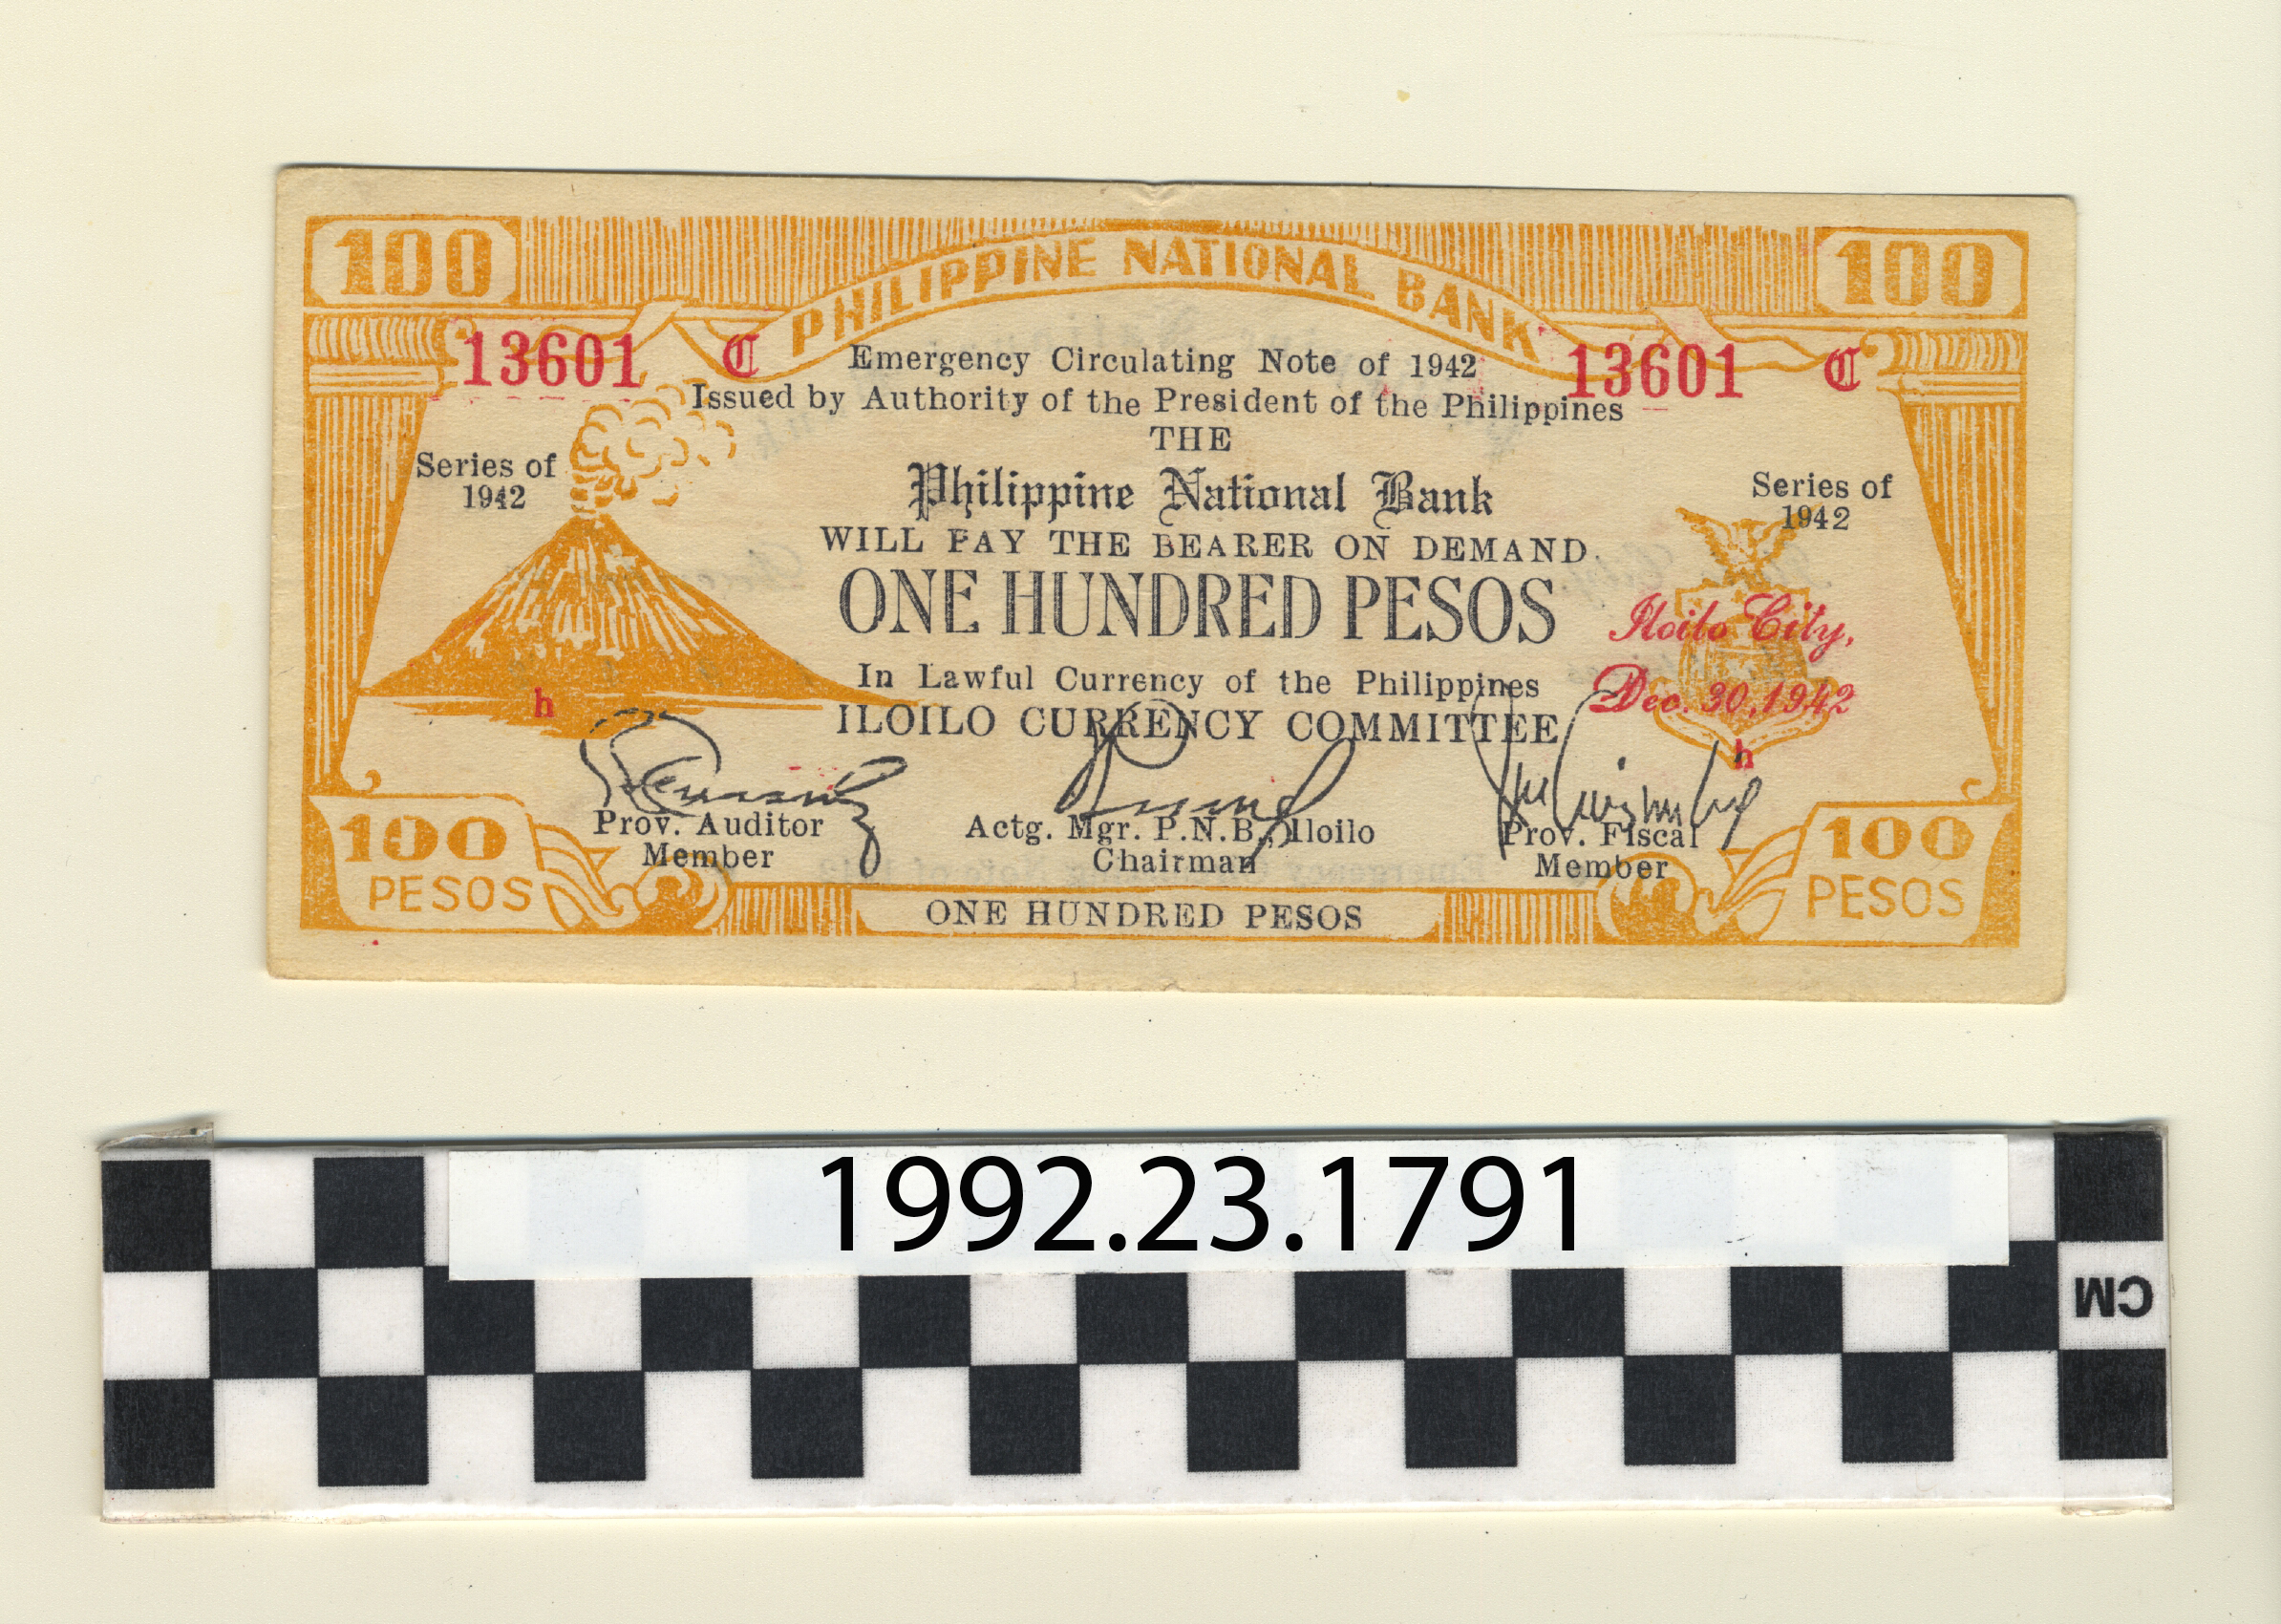 100
PHILIPPINE NATIONAL BANK
100
13601 C
13601 C
Emergency Circulating Note of 1942
Issued by Authority of the President of the Philippines
THE
Series of
1942
Philippine National Bank
Series of
1942
WILL PAY THE BEARER ON DEMAND
ONE HUNDRED PESOS
Iloilo City,
Dec. 30, 1942
In Lawful Currency of the Philippines
ILOILO CURRENCY COMMITTEE
h
h
Prov. Auditor
Member
Actg. Mgr. P.N.B., Iloilo
Chairman
Prov. Fiscal
Member
100
PESOS
100
PESOS
ONE HUNDRED PESOS
1992.23.1791
CM